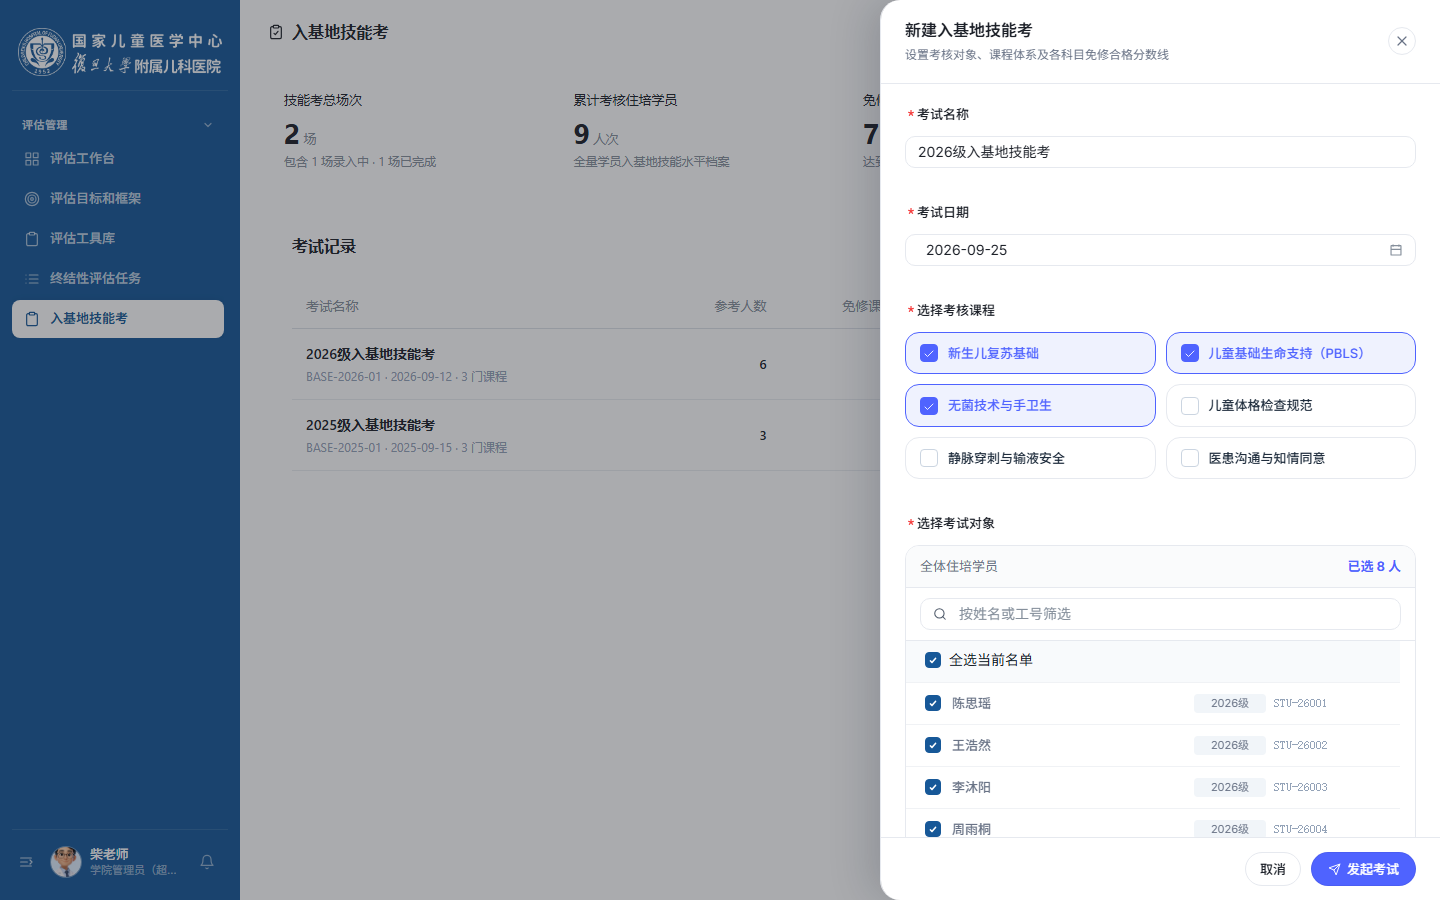 国家儿童医学中心
復旦大学附属儿科医院
1952
评估管理
评估工作台
评估目标和框架
评估工具库
终结性评估任务
入基地技能考
柴老师
学院管理员（超...
入基地技能考
技能考总场次
2 场
包含 1 场录入中 · 1 场已完成
累计考核住培学员
9 人次
全量学员入基地技能水平档案
免
7
达
考试记录
考试名称
参考人数
免修课
2026级入基地技能考
BASE-2026-01 · 2026-09-12 · 3 门课程
6
2025级入基地技能考
BASE-2025-01 · 2025-09-15 · 3 门课程
3
新建入基地技能考
设置考核对象、课程体系及各科目免修合格分数线
* 考试名称
2026级入基地技能考
* 考试日期
2026-09-25
* 选择考核课程
新生儿复苏基础
儿童基础生命支持（PBLS）
无菌技术与手卫生
儿童体格检查规范
静脉穿刺与输液安全
医患沟通与知情同意
* 选择考试对象
全体住培学员
已选 8 人
按姓名或工号筛选
全选当前名单
陈思瑶
2026级
STU-26001
王浩然
2026级
STU-26002
李沐阳
2026级
STU-26003
周雨桐
2026级
STU-26004
取消
发起考试